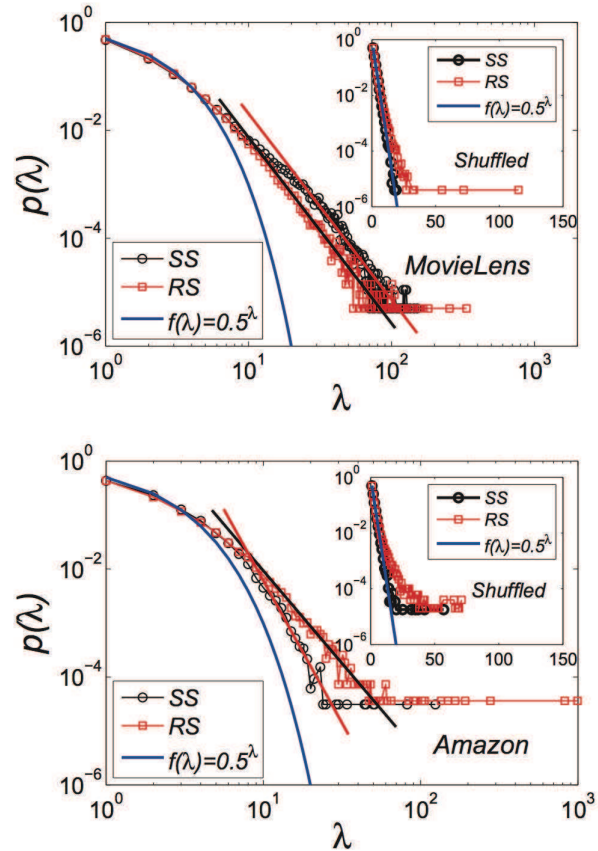 10^0
10^-2
10^-4
10^-6
p(λ)
SS
RS
f(λ)=0.5^λ
10^0
10^-2
10^-4
10^-6
SS
RS
f(λ)=0.5^λ
Shuffled
0 50 100 150
MovieLens
10^0 10^1 10^2 10^3
λ
10^0
10^-2
10^-4
10^-6
p(λ)
SS
RS
f(λ)=0.5^λ
10^0
10^-2
10^-4
10^-6
SS
RS
f(λ)=0.5^λ
Shuffled
0 50 100 150
Amazon
10^0 10^1 10^2 10^3
λ